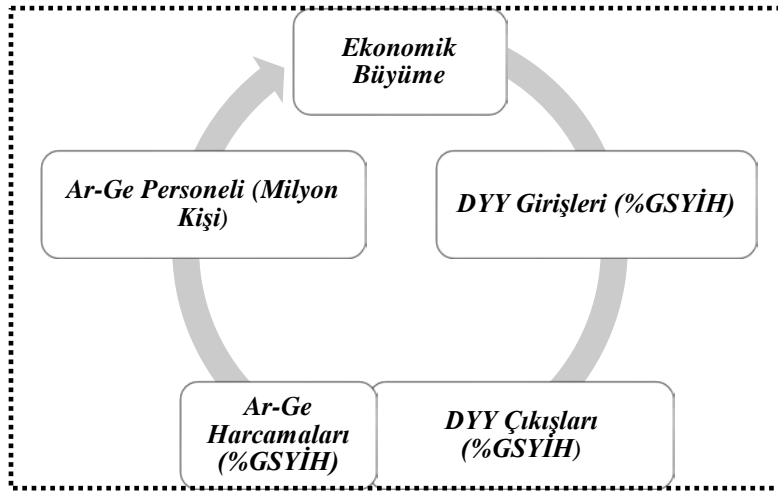 Ekonomik
Büyüme
DYY Girişleri (%GSYİH)
DYY Çıkışları
(%GSYİH)
Ar-Ge
Harcamaları
(%GSYİH)
Ar-Ge Personeli (Milyon
Kişi)